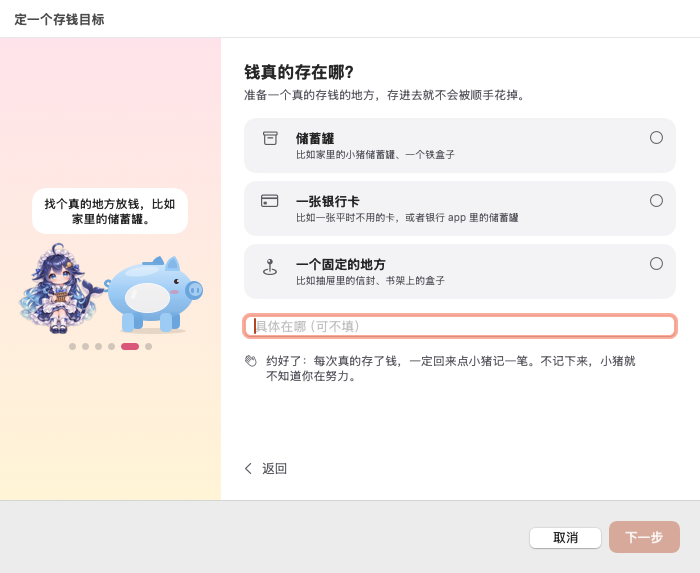 定一个存钱目标
找个真的地方放钱，比如
家里的储蓄罐。
钱真的存在哪?
准备一个真的存钱的地方，存进去就不会被顺手花掉。
储蓄罐
比如家里的小猪储蓄罐、一个铁盒子
一张银行卡
比如一张平时不用的卡，或者银行 app 里的储蓄罐
一个固定的地方
比如抽屉里的信封、书架上的盒子
具体在哪 (可不填)
约好了：每次真的存了钱，一定回来点小猪记一笔。不记下来，小猪就
不知道你在努力。
返回
取消
下一步